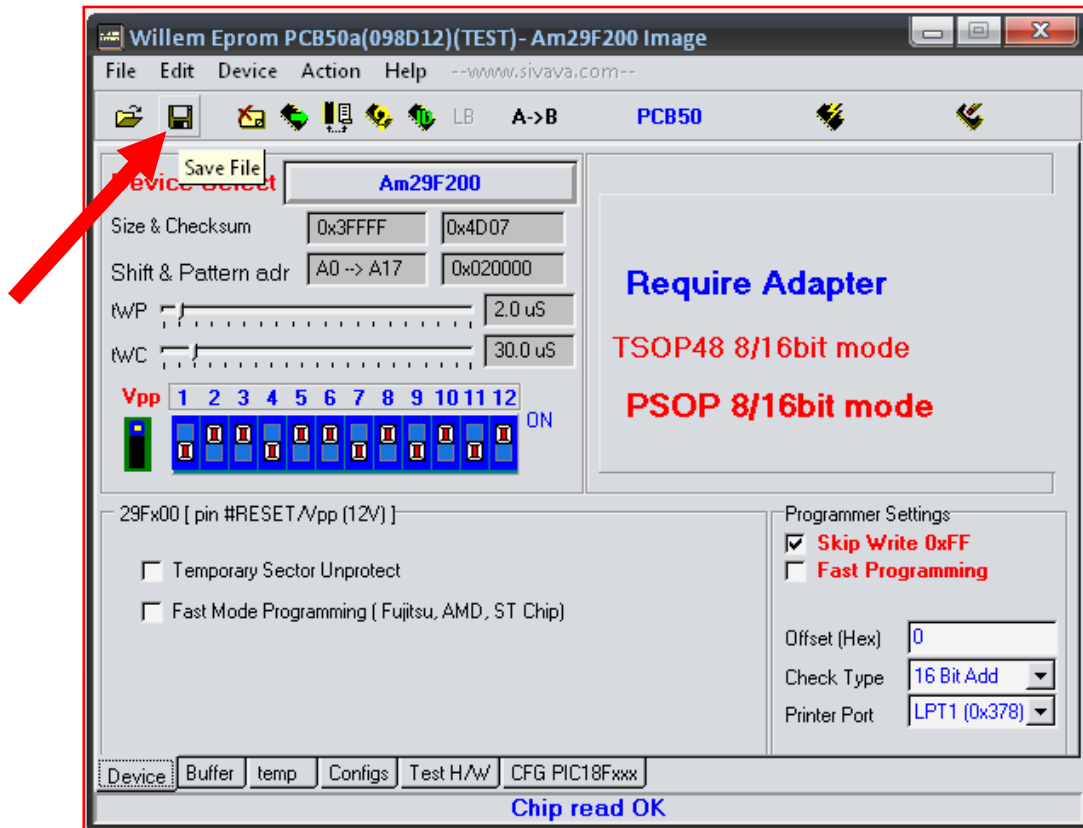 Willem Eprom PCB50a(098D12)(TEST)- Am29F200 Image
File Edit Device Action Help --www.sivava.com--
LB A->B PCB50
Save File
Device Select Am29F200
Size & Checksum 0x3FFFF 0x4D07
Shift & Pattern adr A0 --> A17 0x020000
tWP 2.0 uS
tWC 30.0 uS
Vpp 1 2 3 4 5 6 7 8 9 10 11 12
ON
Require Adapter
TSOP48 8/16bit mode
PSOP 8/16bit mode
29Fx00 [ pin #RESET/Vpp (12V) ]
Temporary Sector Unprotect
Fast Mode Programming ( Fujitsu, AMD, ST Chip)
Programmer Settings
Skip Write 0xFF
Fast Programming
Offset (Hex) 0
Check Type 16 Bit Add
Printer Port LPT1 (0x378)
Device Buffer temp Configs Test H/W CFG PIC18Fxxx
Chip read OK